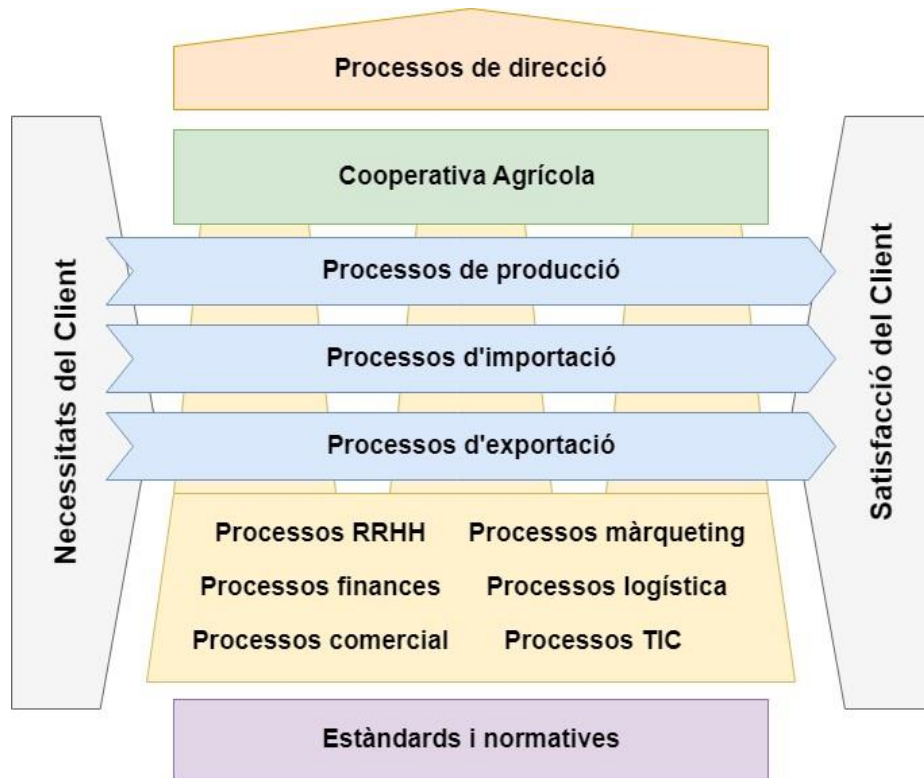 Processos de direcció
Cooperativa Agrícola
Necessitats del Client
Processos de producció
Processos d'importació
Processos d'exportació
Satisfacció del Client
Processos RRHH
Processos màrqueting
Processos finances
Processos logística
Processos comercial
Processos TIC
Estàndards i normatives